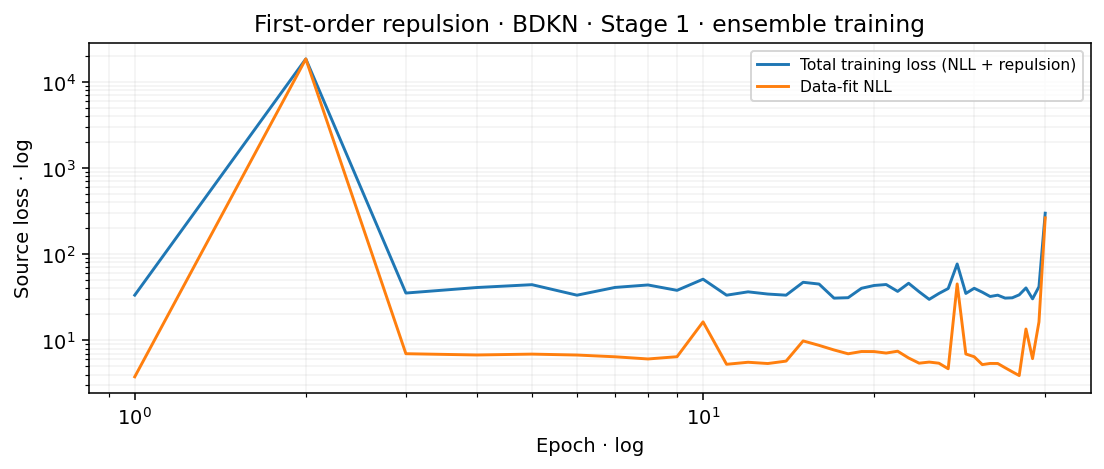 First-order repulsion · BDKN · Stage 1 · ensemble training
Total training loss (NLL + repulsion)
Data-fit NLL
Source loss · log
10⁴
10³
10²
10¹
10⁰
10¹
Epoch · log